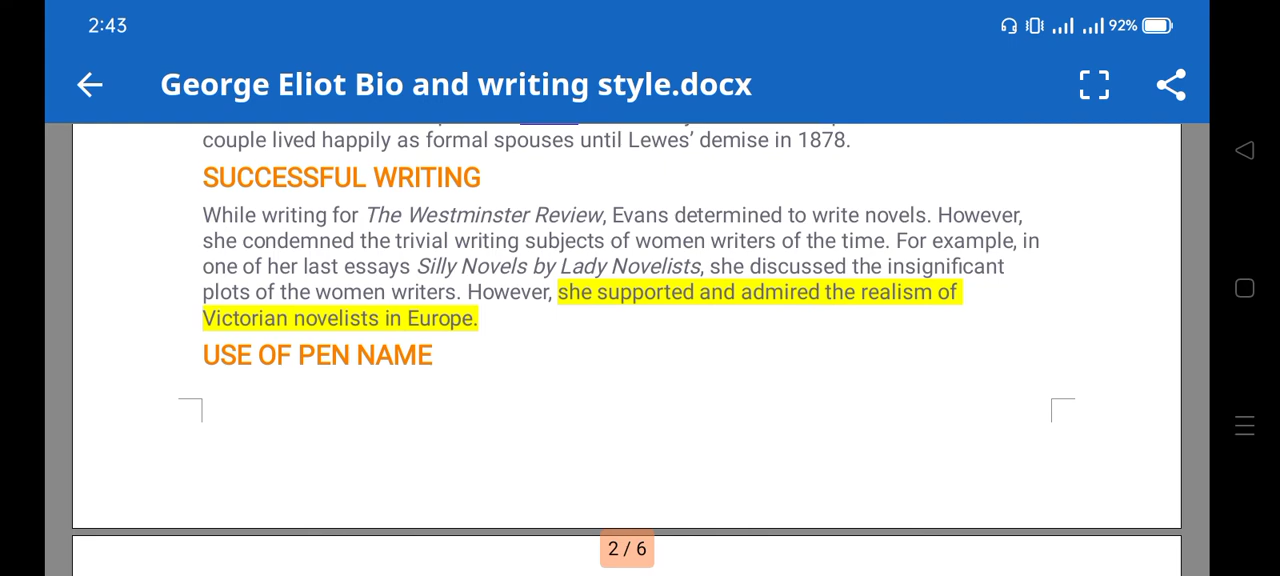 2:43
92%
George Eliot Bio and writing style.docx
couple lived happily as formal spouses until Lewes’ demise in 1878.
SUCCESSFUL WRITING
While writing for The Westminster Review, Evans determined to write novels. However,
she condemned the trivial writing subjects of women writers of the time. For example, in
one of her last essays Silly Novels by Lady Novelists, she discussed the insignificant
plots of the women writers. However, she supported and admired the realism of
Victorian novelists in Europe.
USE OF PEN NAME
2 / 6